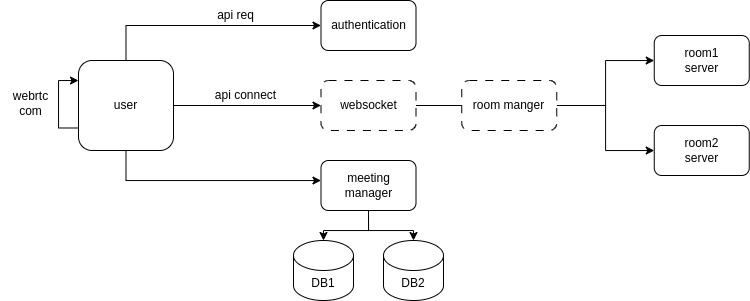 api req
authentication
webrtc
com
user
api connect
websocket
room manger
room1
server
room2
server
meeting
manager
DB1
DB2